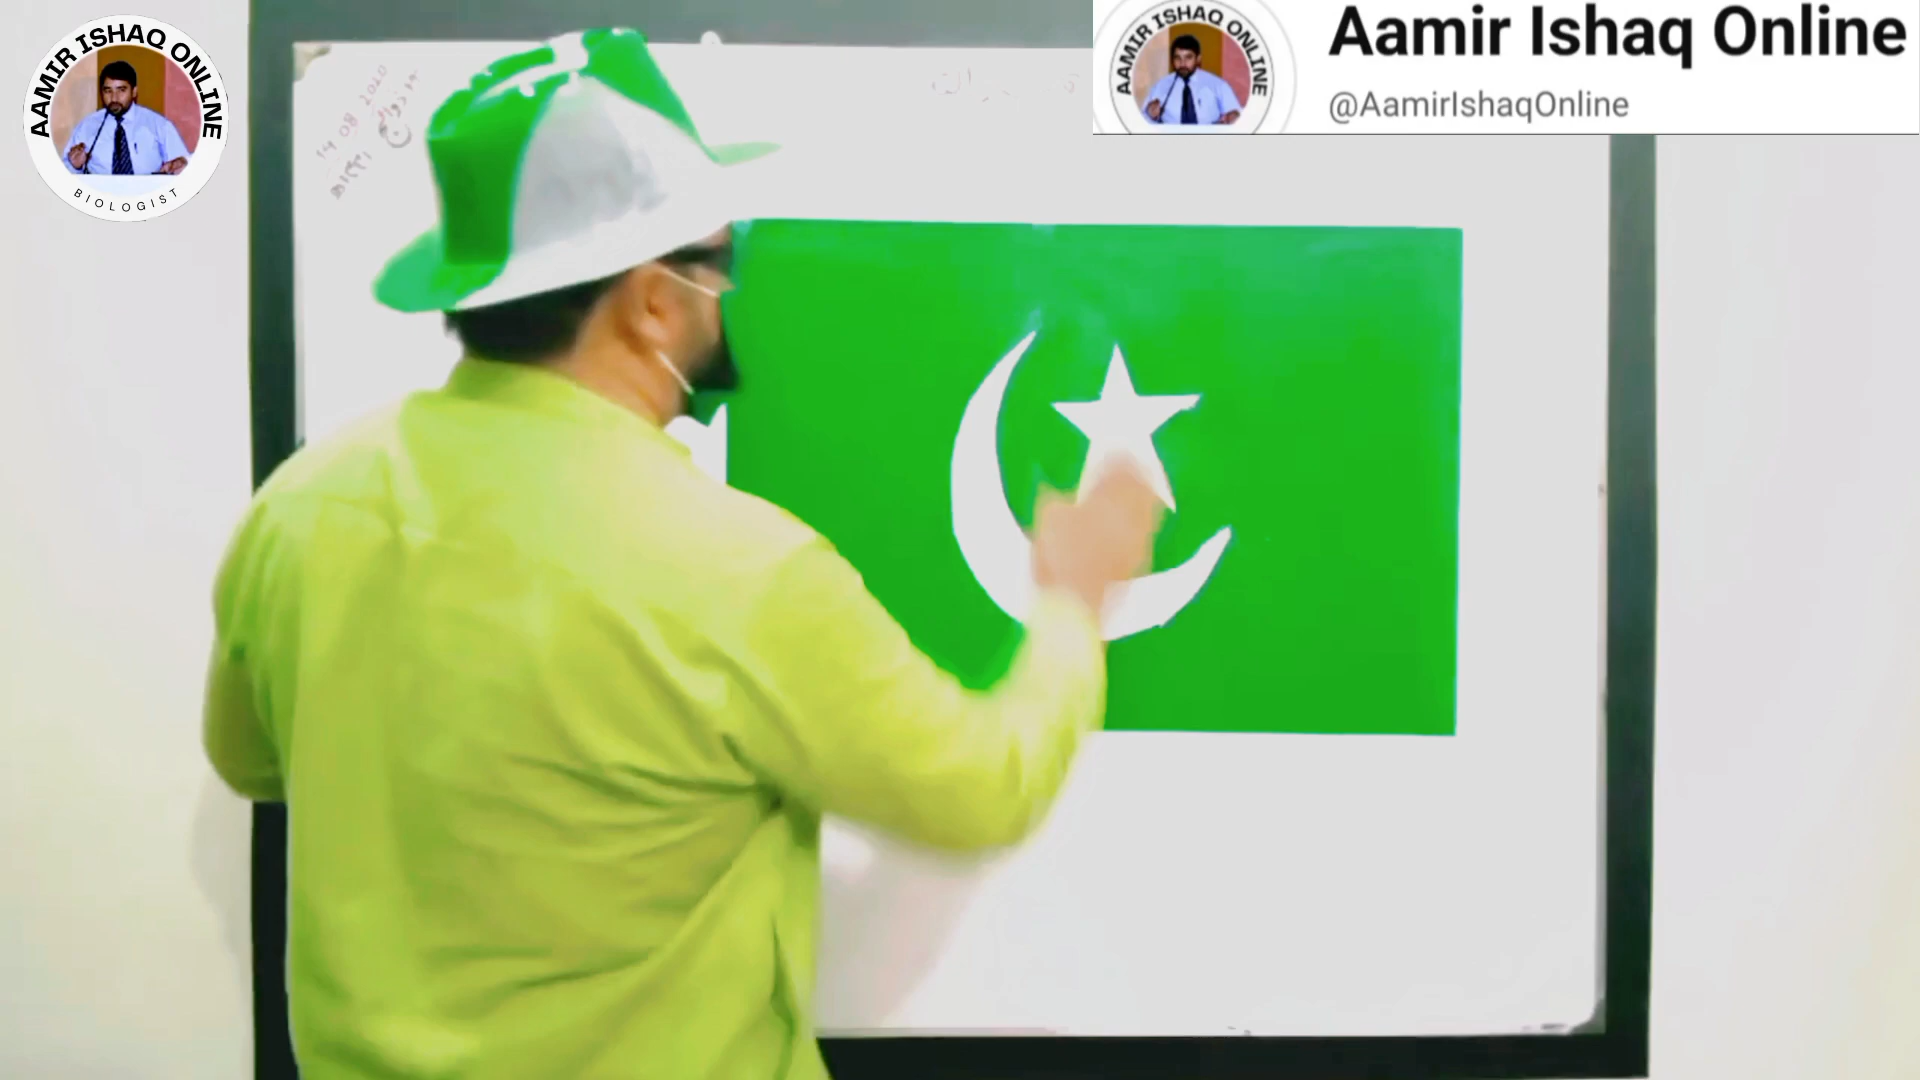 AAMIR ISHAQ ONLINE
BIOLOGIST
AAMIR ISHAQ ONLINE
Aamir Ishaq Online
@AamirIshaqOnline
14 08 2020